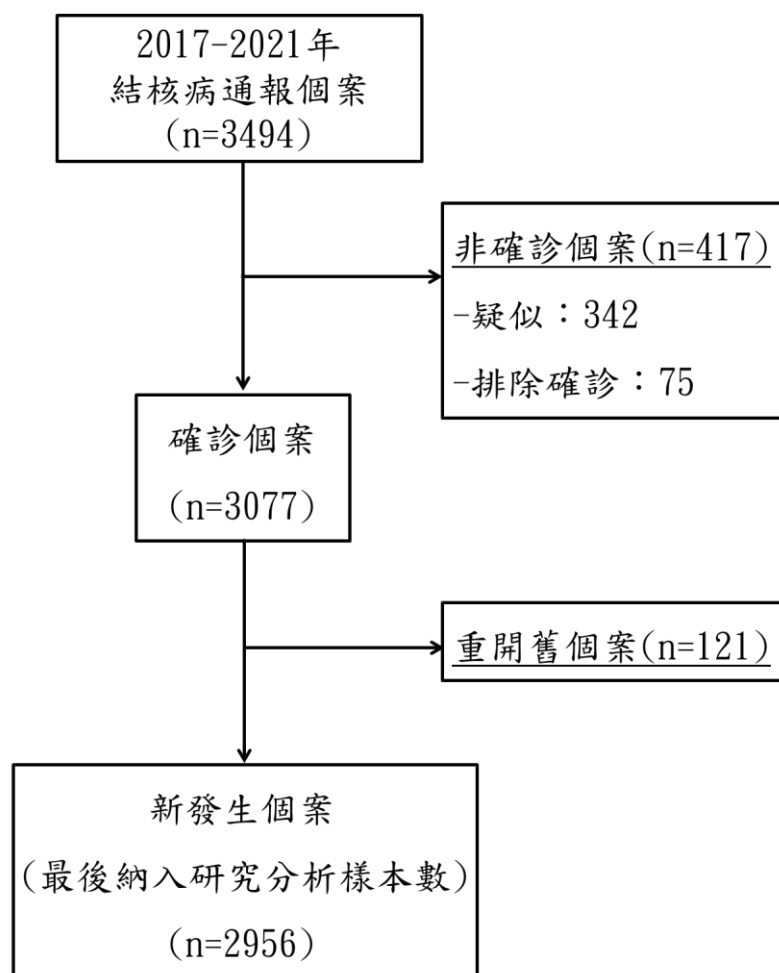 2017-2021年
結核病通報個案
(n=3494)
非確診個案(n=417)
-疑似：342
-排除確診：75
確診個案
(n=3077)
重開舊個案(n=121)
新發生個案
(最後納入研究分析樣本數)
(n=2956)